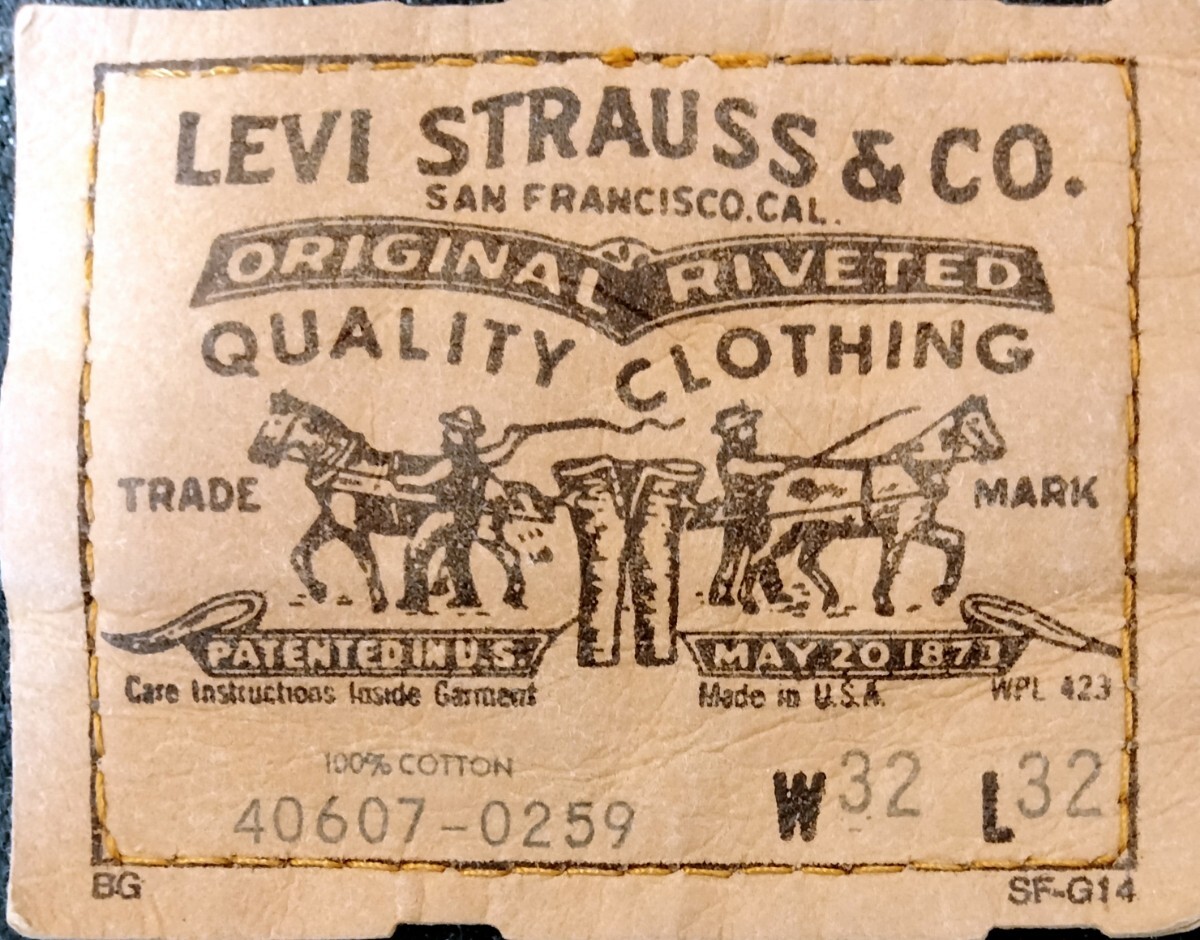 LEVI STRAUSS & CO.
SAN FRANCISCO, CAL.
ORIGINAL RIVETED
QUALITY CLOTHING
TRADE MARK
PATENTED IN U.S. MAY 20 1873
Care Instructions Inside Garment Made in U.S.A. WPL 423
100% COTTON
40607-0259 W32 L32
BG SF-G14